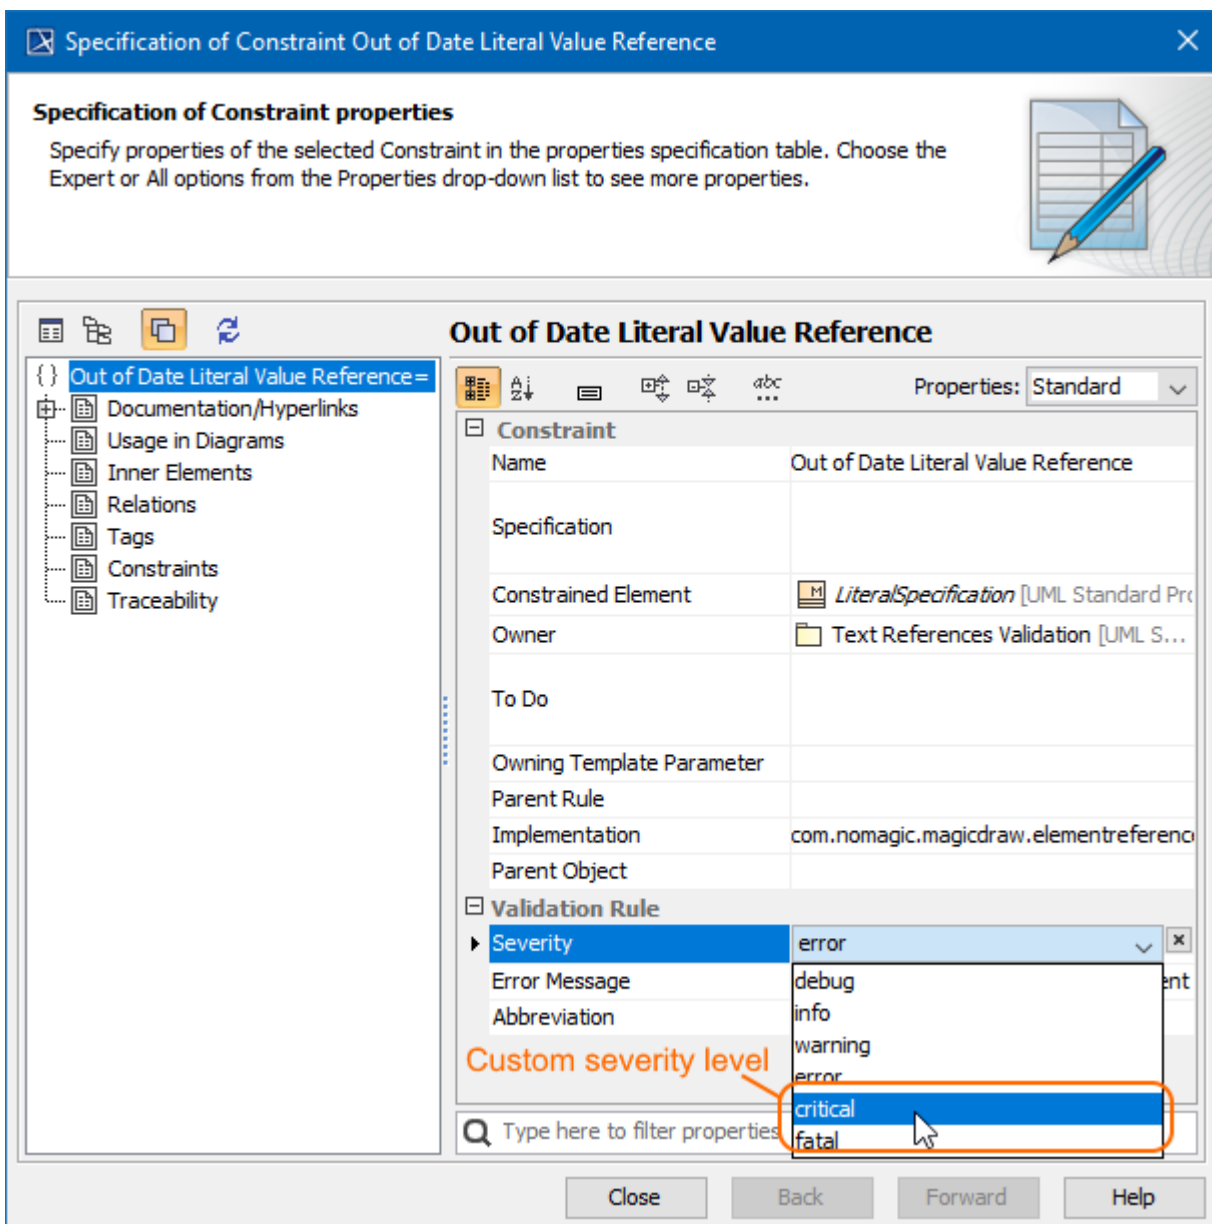 Specification of Constraint Out of Date Literal Value Reference
Specification of Constraint properties
Specify properties of the selected Constraint in the properties specification table. Choose the
Expert or All options from the Properties drop-down list to see more properties.
Out of Date Literal Value Reference
{} Out of Date Literal Value Reference=
Documentation/Hyperlinks
Usage in Diagrams
Inner Elements
Relations
Tags
Constraints
Traceability
Properties: Standard
Constraint
Name Out of Date Literal Value Reference
Specification
Constrained Element M LiteralSpecification [UML Standard Pro
Owner Text References Validation [UML S...
To Do
Owning Template Parameter
Parent Rule
Implementation com.nomagic.magicdraw.elementreference
Parent Object
Validation Rule
Severity error
Error Message ent
Abbreviation
debug
info
warning
error
critical
fatal
Custom severity level
Type here to filter properties
Close Back Forward Help